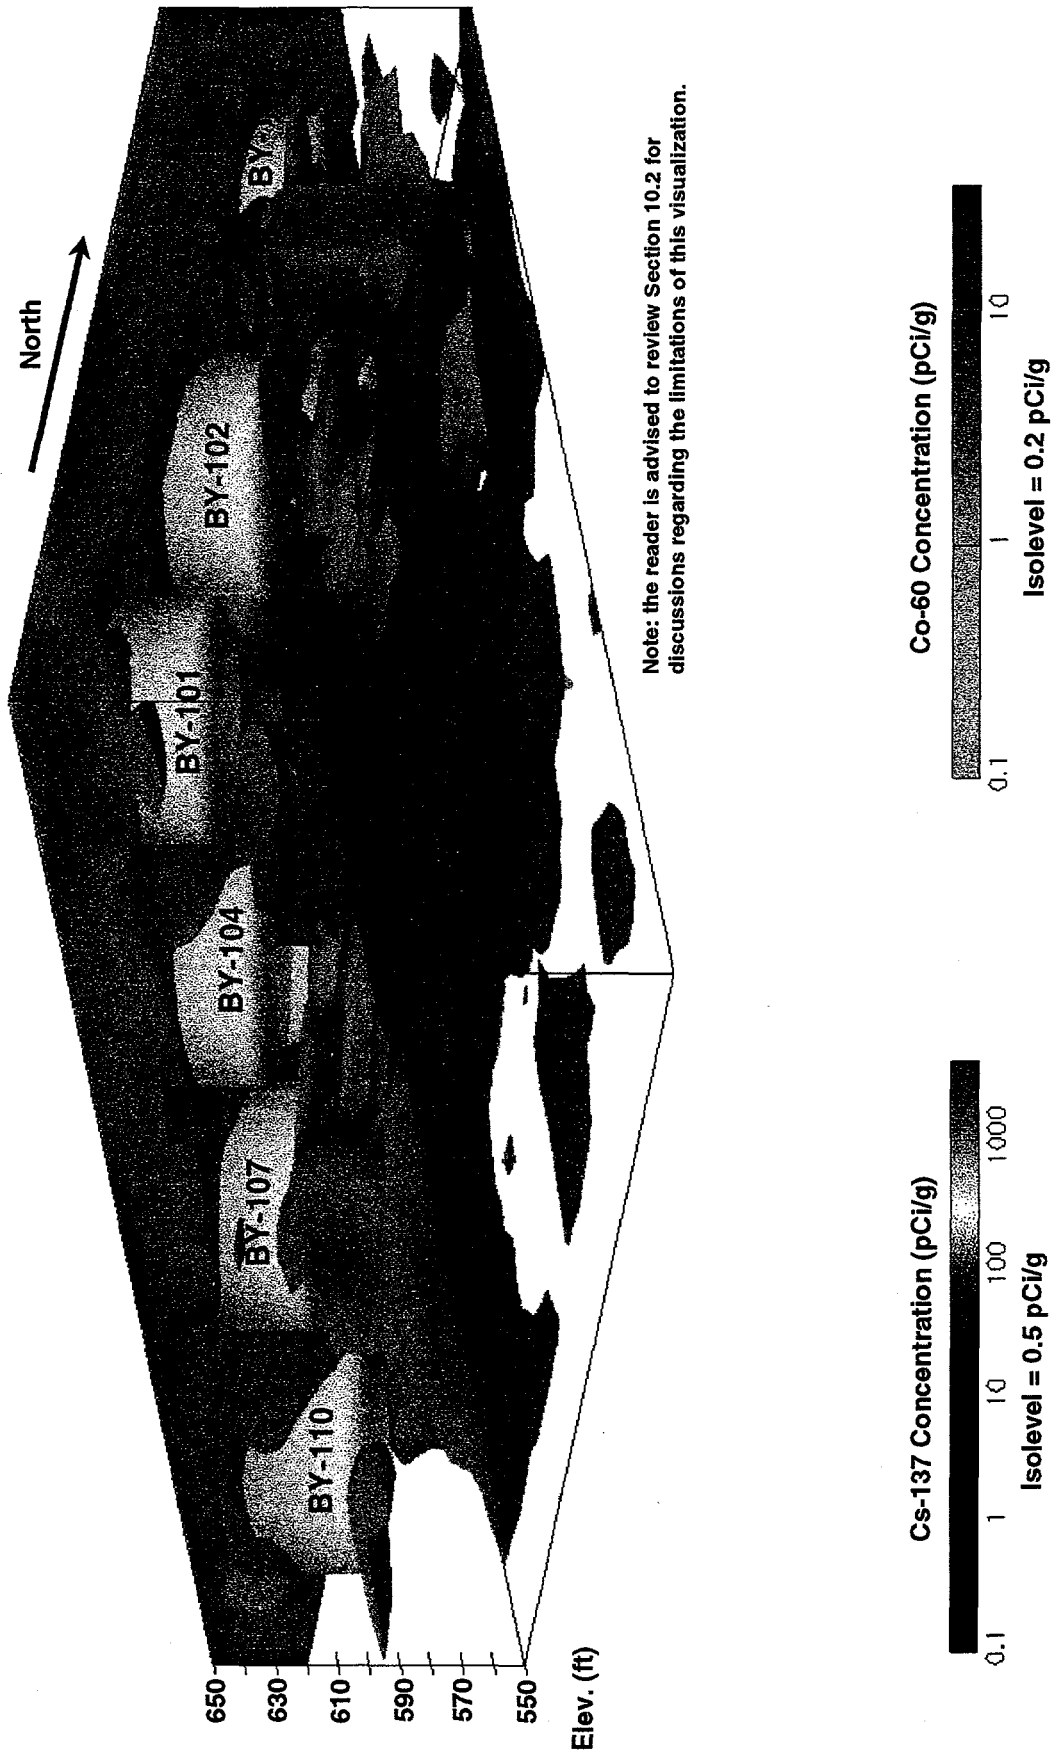 North
BY-110
BY-107
BY-104
BY-101
BY-102
BY
650
630
610
590
570
550
Elev. (ft)
Note: the reader is advised to review Section 10.2 for
discussions regarding the limitations of this visualization.
Cs-137 Concentration (pCi/g)
0.1 1 10 100 1000
Isolevel = 0.5 pCi/g
Co-60 Concentration (pCi/g)
0.1 1 10
Isolevel = 0.2 pCi/g